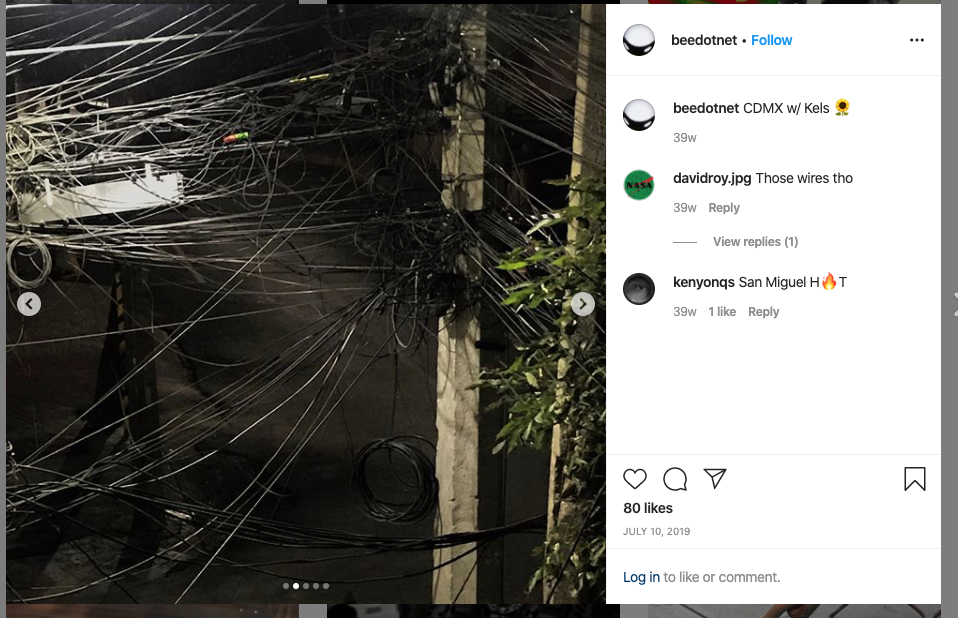 beedotnet • Follow
beedotnet CDMX w/ Kels 🌻
39w
NASA
davidroy.jpg Those wires tho
39w Reply
View replies (1)
kenyonqs San Miguel H🔥T
39w 1 like Reply
80 likes
JULY 10, 2019
Log in to like or comment.